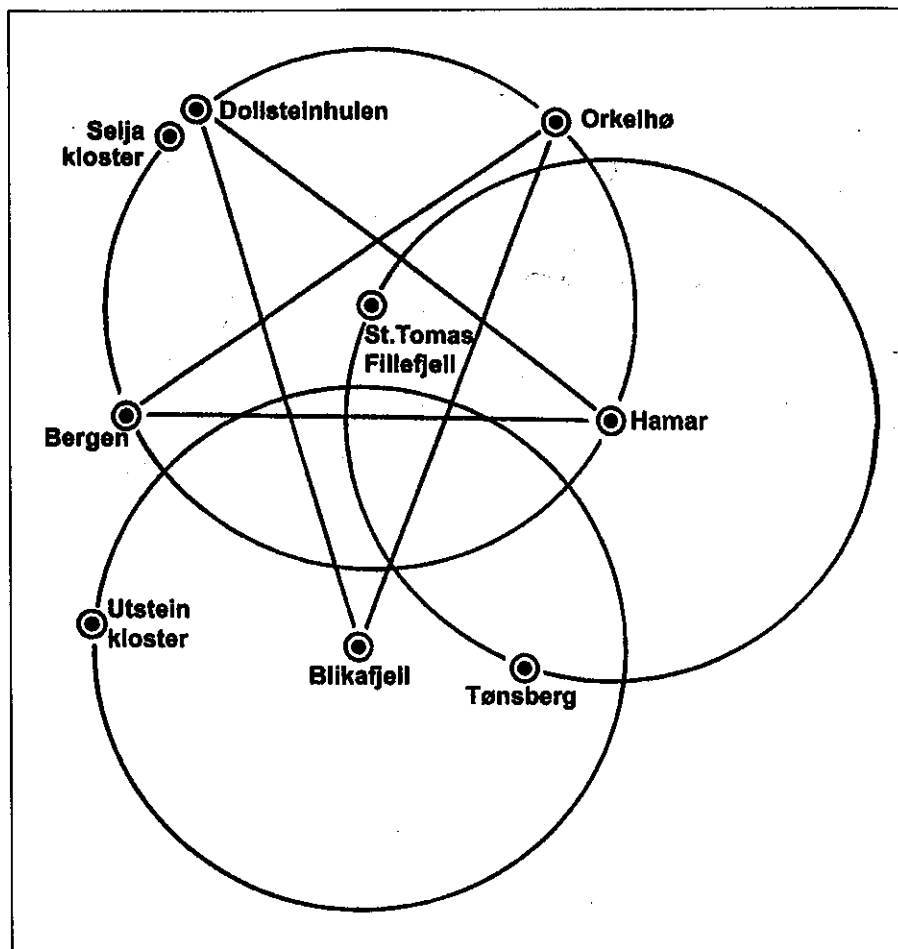 Dollsteinhulen
Orkelhø
Selja
kloster
St.Tomas
Fillefjell
Bergen
Hamar
Utstein
kloster
Blikafjell
Tønsberg